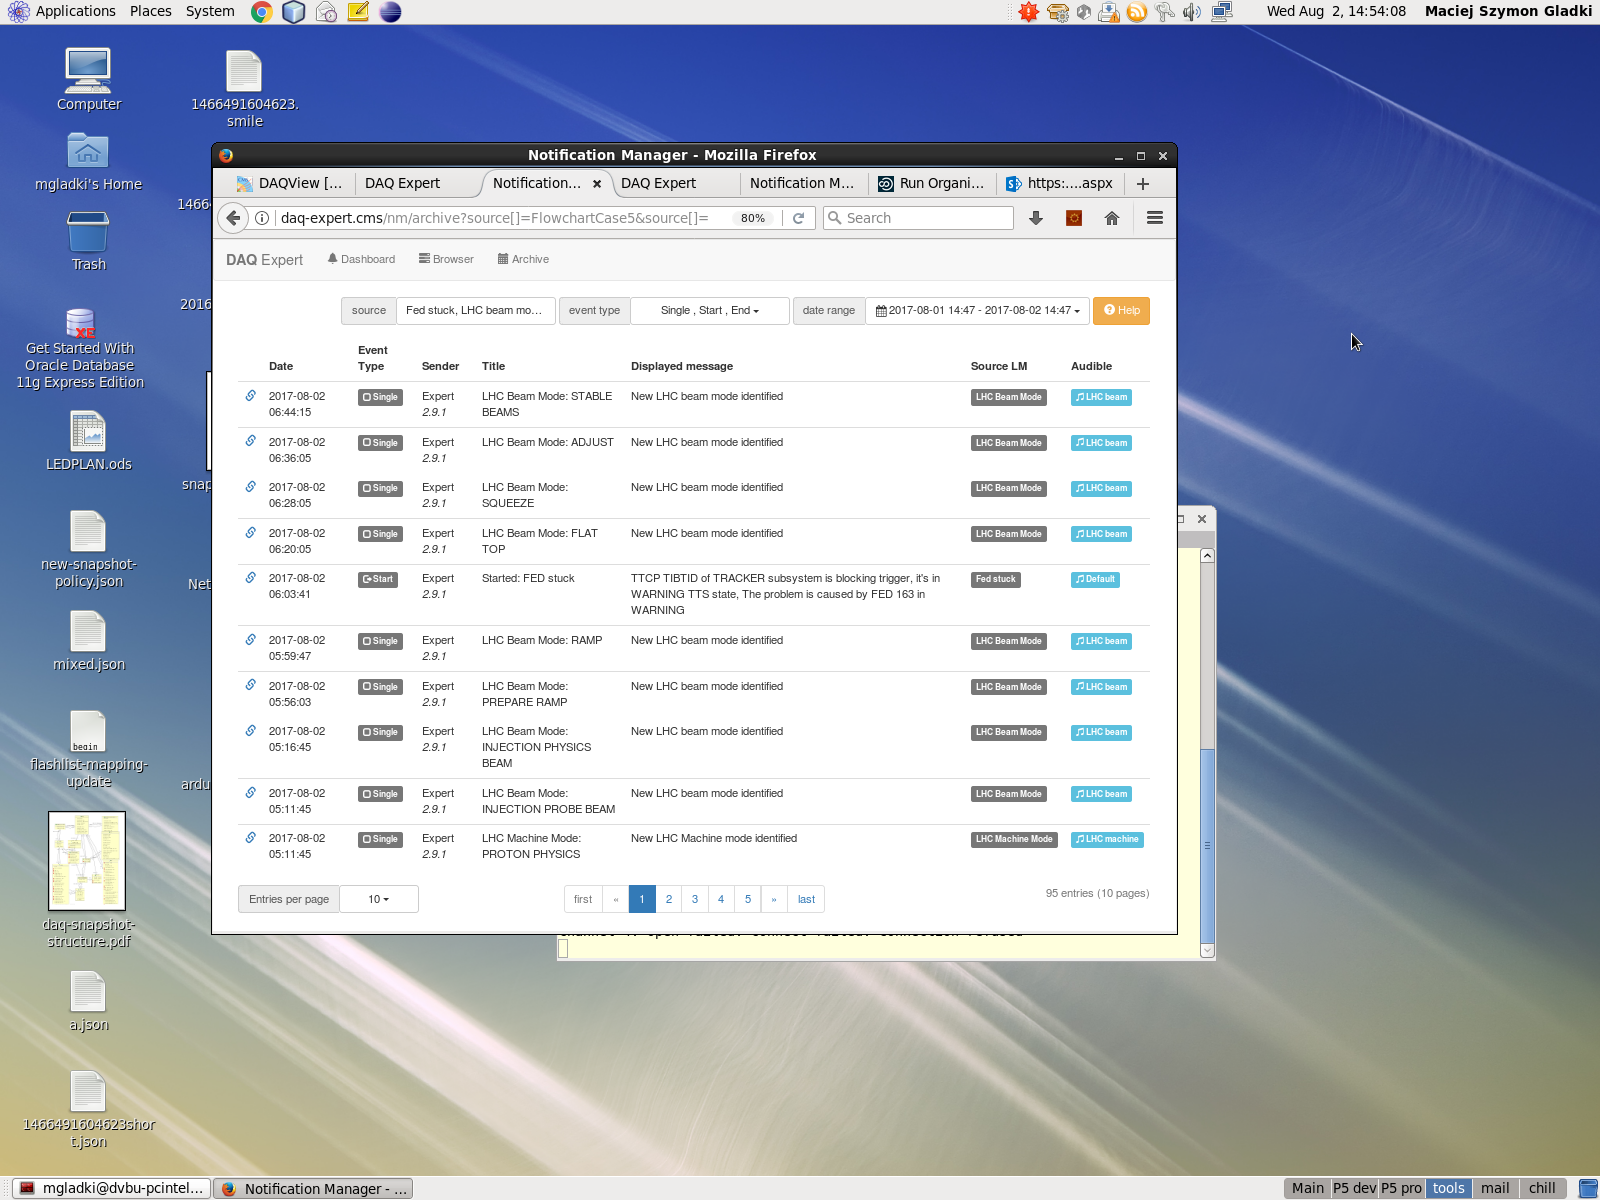 Applications Places System
Wed Aug 2, 14:54:08 Maciej Szymon Gladki
Computer
1466491604623.
smile
mgladki's Home
1466
Trash
2016
Get Started With
Oracle Database
11g Express Edition
LEDPLAN.ods
snap
new-snapshot-
policy.json
Net
mixed.json
begin
flashlist-mapping-
update
ardu
daq-snapshot-
structure.pdf
a.json
1466491604623shor
t.json
Notification Manager - Mozilla Firefox
DAQView [... DAQ Expert Notification... DAQ Expert Notification M... Run Organi... https:....aspx
daq-expert.cms/nm/archive?source[]=FlowchartCase5&source[]= 80% Search
DAQ Expert Dashboard Browser Archive
source Fed stuck, LHC beam mo... event type Single , Start , End date range 2017-08-01 14:47 - 2017-08-02 14:47 Help
Date Event Type Sender Title Displayed message Source LM Audible
2017-08-02 Single Expert LHC Beam Mode: STABLE New LHC beam mode identified LHC Beam Mode LHC beam
06:44:15 2.9.1 BEAMS
2017-08-02 Single Expert LHC Beam Mode: ADJUST New LHC beam mode identified LHC Beam Mode LHC beam
06:36:05 2.9.1
2017-08-02 Single Expert LHC Beam Mode: New LHC beam mode identified LHC Beam Mode LHC beam
06:28:05 2.9.1 SQUEEZE
2017-08-02 Single Expert LHC Beam Mode: FLAT New LHC beam mode identified LHC Beam Mode LHC beam
06:20:05 2.9.1 TOP
2017-08-02 Start Expert Started: FED stuck TTCP TIBTID of TRACKER subsystem is blocking trigger, it's in Fed stuck Default
06:03:41 2.9.1 WARNING TTS state, The problem is caused by FED 163 in
WARNING
2017-08-02 Single Expert LHC Beam Mode: RAMP New LHC beam mode identified LHC Beam Mode LHC beam
05:59:47 2.9.1
2017-08-02 Single Expert LHC Beam Mode: New LHC beam mode identified LHC Beam Mode LHC beam
05:56:03 2.9.1 PREPARE RAMP
2017-08-02 Single Expert LHC Beam Mode: New LHC beam mode identified LHC Beam Mode LHC beam
05:16:45 2.9.1 INJECTION PHYSICS
BEAM
2017-08-02 Single Expert LHC Beam Mode: New LHC beam mode identified LHC Beam Mode LHC beam
05:11:45 2.9.1 INJECTION PROBE BEAM
2017-08-02 Single Expert LHC Machine Mode: New LHC Machine mode identified LHC Machine Mode LHC machine
05:11:45 2.9.1 PROTON PHYSICS
Entries per page 10 first « 1 2 3 4 5 » last 95 entries (10 pages)
mgladki@dvbu-pcintel... Notification Manager - ... Main P5 dev P5 pro tools mail chill